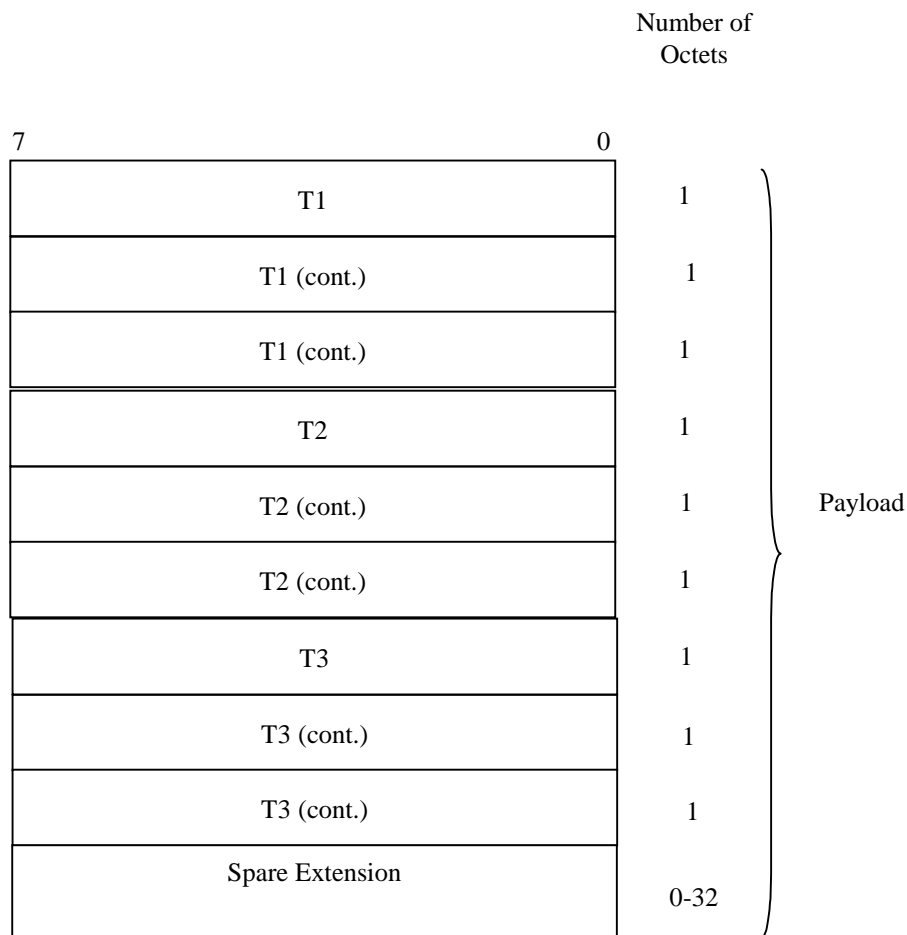 Number of
Octets
7 0
T1 1
T1 (cont.) 1
T1 (cont.) 1
T2 1
T2 (cont.) 1
Payload
T2 (cont.) 1
T3 1
T3 (cont.) 1
T3 (cont.) 1
Spare Extension
0-32